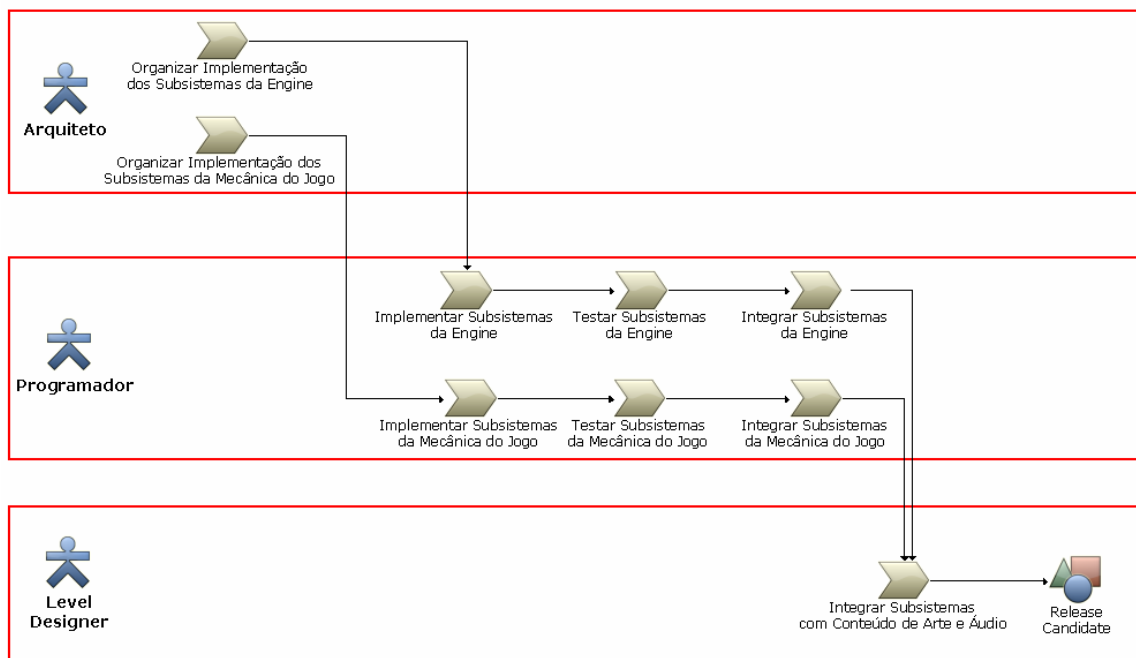 Organizar Implementação
dos Subsistemas da Engine
Arquiteto
Organizar Implementação dos
Subsistemas da Mecânica do Jogo
Implementar Subsistemas
da Engine
Testar Subsistemas
da Engine
Integrar Subsistemas
da Engine
Programador
Implementar Subsistemas
da Mecânica do Jogo
Testar Subsistemas
da Mecânica do Jogo
Integrar Subsistemas
da Mecânica do Jogo
Level
Designer
Integrar Subsistemas
com Conteúdo de Arte e Áudio
Release
Candidate